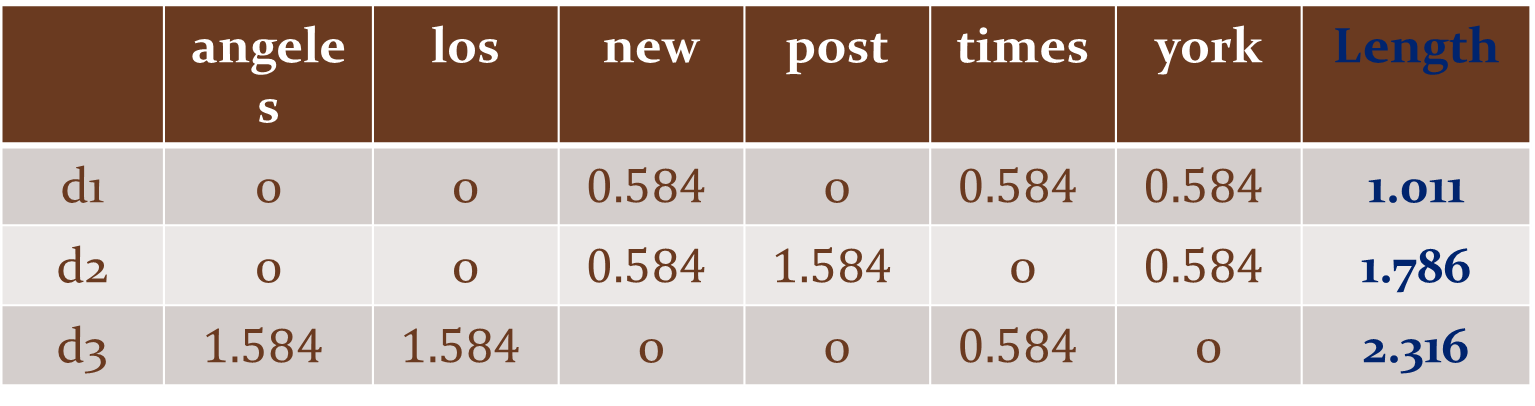 angele los new post times york Length
s
d1 0 0 0.584 0 0.584 0.584 1.011
d2 0 0 0.584 1.584 0 0.584 1.786
d3 1.584 1.584 0 0 0.584 0 2.316